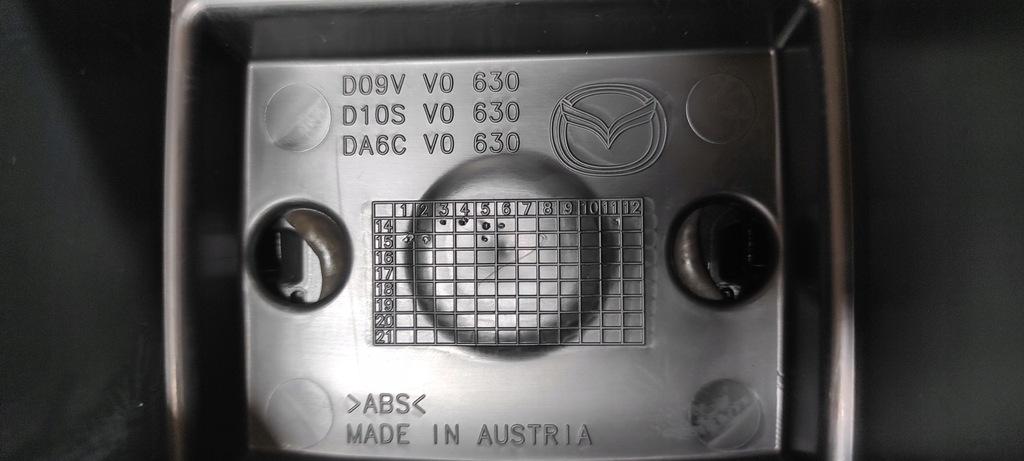 D09V V0 630
D10S V0 630
DA6C V0 630
1 2 3 4 5 6 7 8 9 10 11 12
14
15
16
17
18
19
20
21
>ABS<
MADE IN AUSTRIA